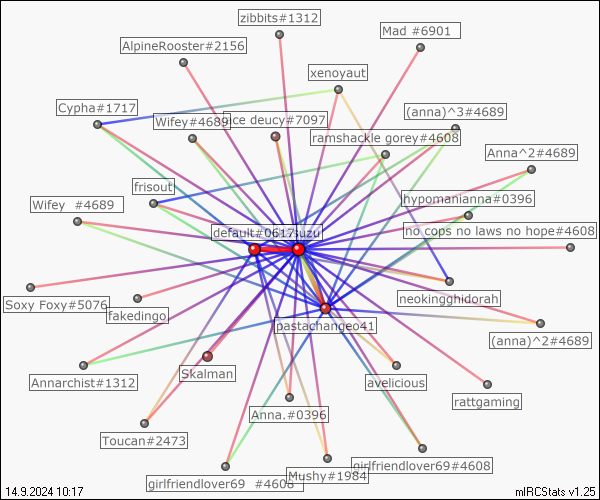 zibbits#1312
Mad #6901
AlpineRooster#2156
xenoyaut
Cypha#1717
Wifey#4689
ice deucy#7097
(anna)^3#4689
ramshackle gorey#4608
Anna^2#4689
frisout
hypomanianna#0396
Wifey #4689
default#0617
suzu
no cops no laws no hope#4608
Soxy Foxy#5076
fakedingo
neokingghidorah
pastachangeo41
(anna)^2#4689
Annarchist#1312
Skalman
avelicious
rattgaming
Anna.#0396
Toucan#2473
girlfriendlover69#4608
Mushy#1984
girlfriendlover69 #4608
14.9.2024 10:17
mIRCStats v1.25